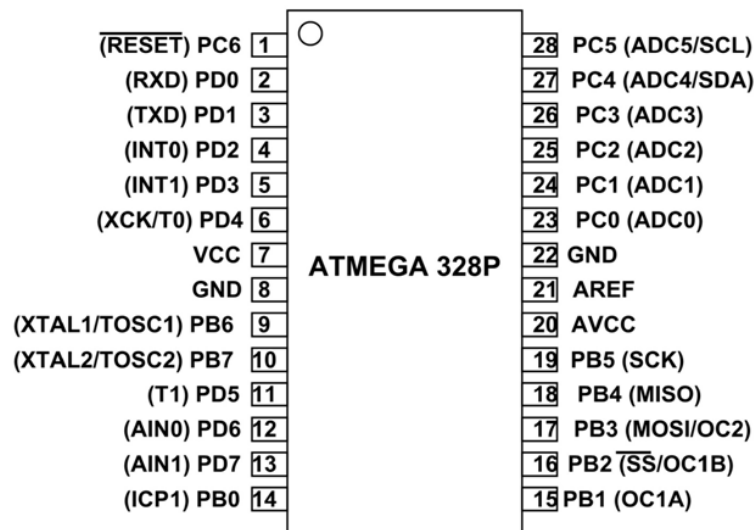 (RESET) PC6 1
(RXD) PD0 2
(TXD) PD1 3
(INT0) PD2 4
(INT1) PD3 5
(XCK/T0) PD4 6
VCC 7
GND 8
(XTAL1/TOSC1) PB6 9
(XTAL2/TOSC2) PB7 10
(T1) PD5 11
(AIN0) PD6 12
(AIN1) PD7 13
(ICP1) PB0 14
ATMEGA 328P
28 PC5 (ADC5/SCL)
27 PC4 (ADC4/SDA)
26 PC3 (ADC3)
25 PC2 (ADC2)
24 PC1 (ADC1)
23 PC0 (ADC0)
22 GND
21 AREF
20 AVCC
19 PB5 (SCK)
18 PB4 (MISO)
17 PB3 (MOSI/OC2)
16 PB2 (SS/OC1B)
15 PB1 (OC1A)